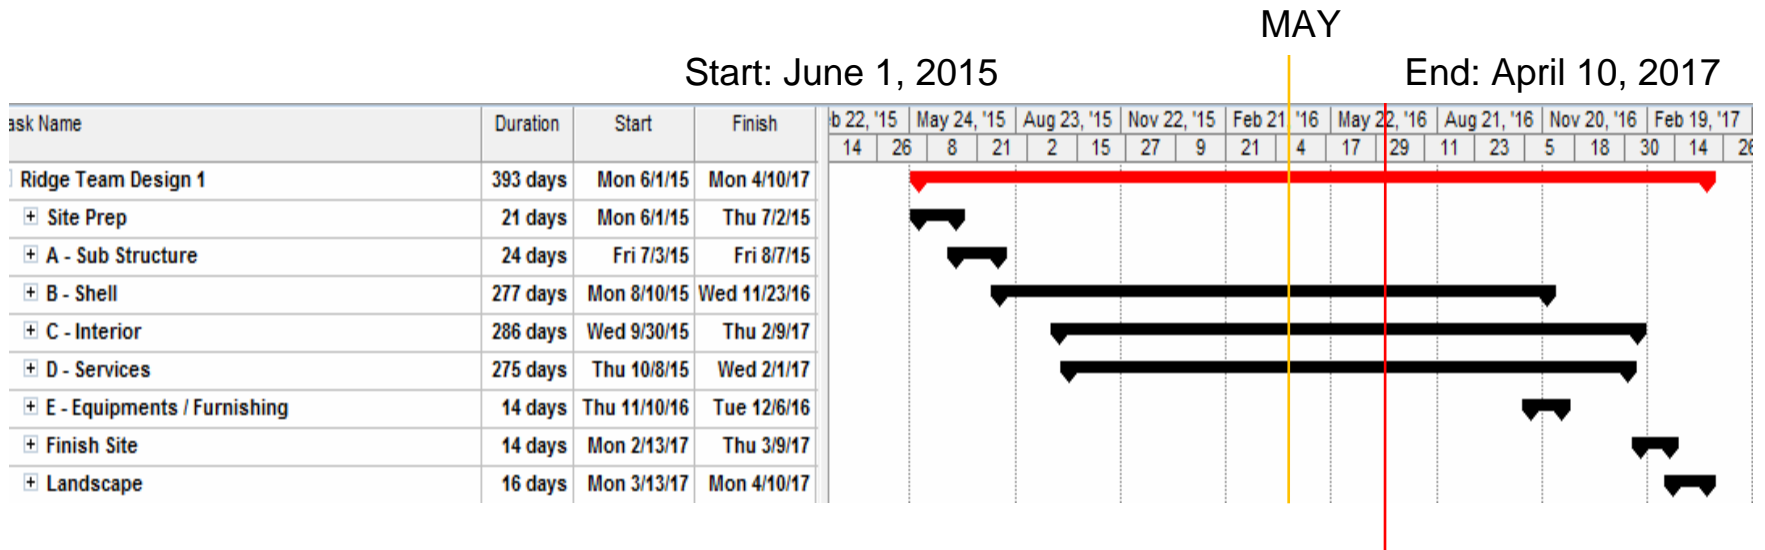 MAY
Start: June 1, 2015 End: April 10, 2017
ask Name Duration Start Finish b 22, '15 May 24, '15 Aug 23, '15 Nov 22, '15 Feb 21 '16 May 22, '16 Aug 21, '16 Nov 20, '16 Feb 19, '17
14 26 8 21 2 15 27 9 21 4 17 29 11 23 5 18 30 14 26
Ridge Team Design 1 393 days Mon 6/1/15 Mon 4/10/17
Site Prep 21 days Mon 6/1/15 Thu 7/2/15
A - Sub Structure 24 days Fri 7/3/15 Fri 8/7/15
B - Shell 277 days Mon 8/10/15 Wed 11/23/16
C - Interior 286 days Wed 9/30/15 Thu 2/9/17
D - Services 275 days Thu 10/8/15 Wed 2/1/17
E - Equipments / Furnishing 14 days Thu 11/10/16 Tue 12/6/16
Finish Site 14 days Mon 2/13/17 Thu 3/9/17
Landscape 16 days Mon 3/13/17 Mon 4/10/17